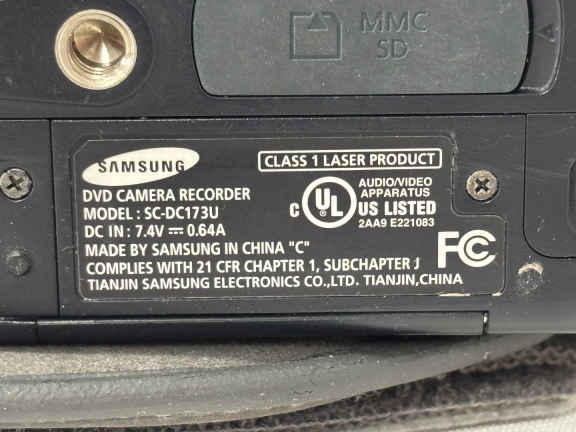 MMC
SD
SAMSUNG
CLASS 1 LASER PRODUCT
DVD CAMERA RECORDER
MODEL : SC-DC173U
DC IN : 7.4V ⎓ 0.64A
C UL US LISTED
AUDIO/VIDEO
APPARATUS
2AA9 E221083
MADE BY SAMSUNG IN CHINA "C"
FC
COMPLIES WITH 21 CFR CHAPTER 1, SUBCHAPTER J
TIANJIN SAMSUNG ELECTRONICS CO.,LTD. TIANJIN,CHINA